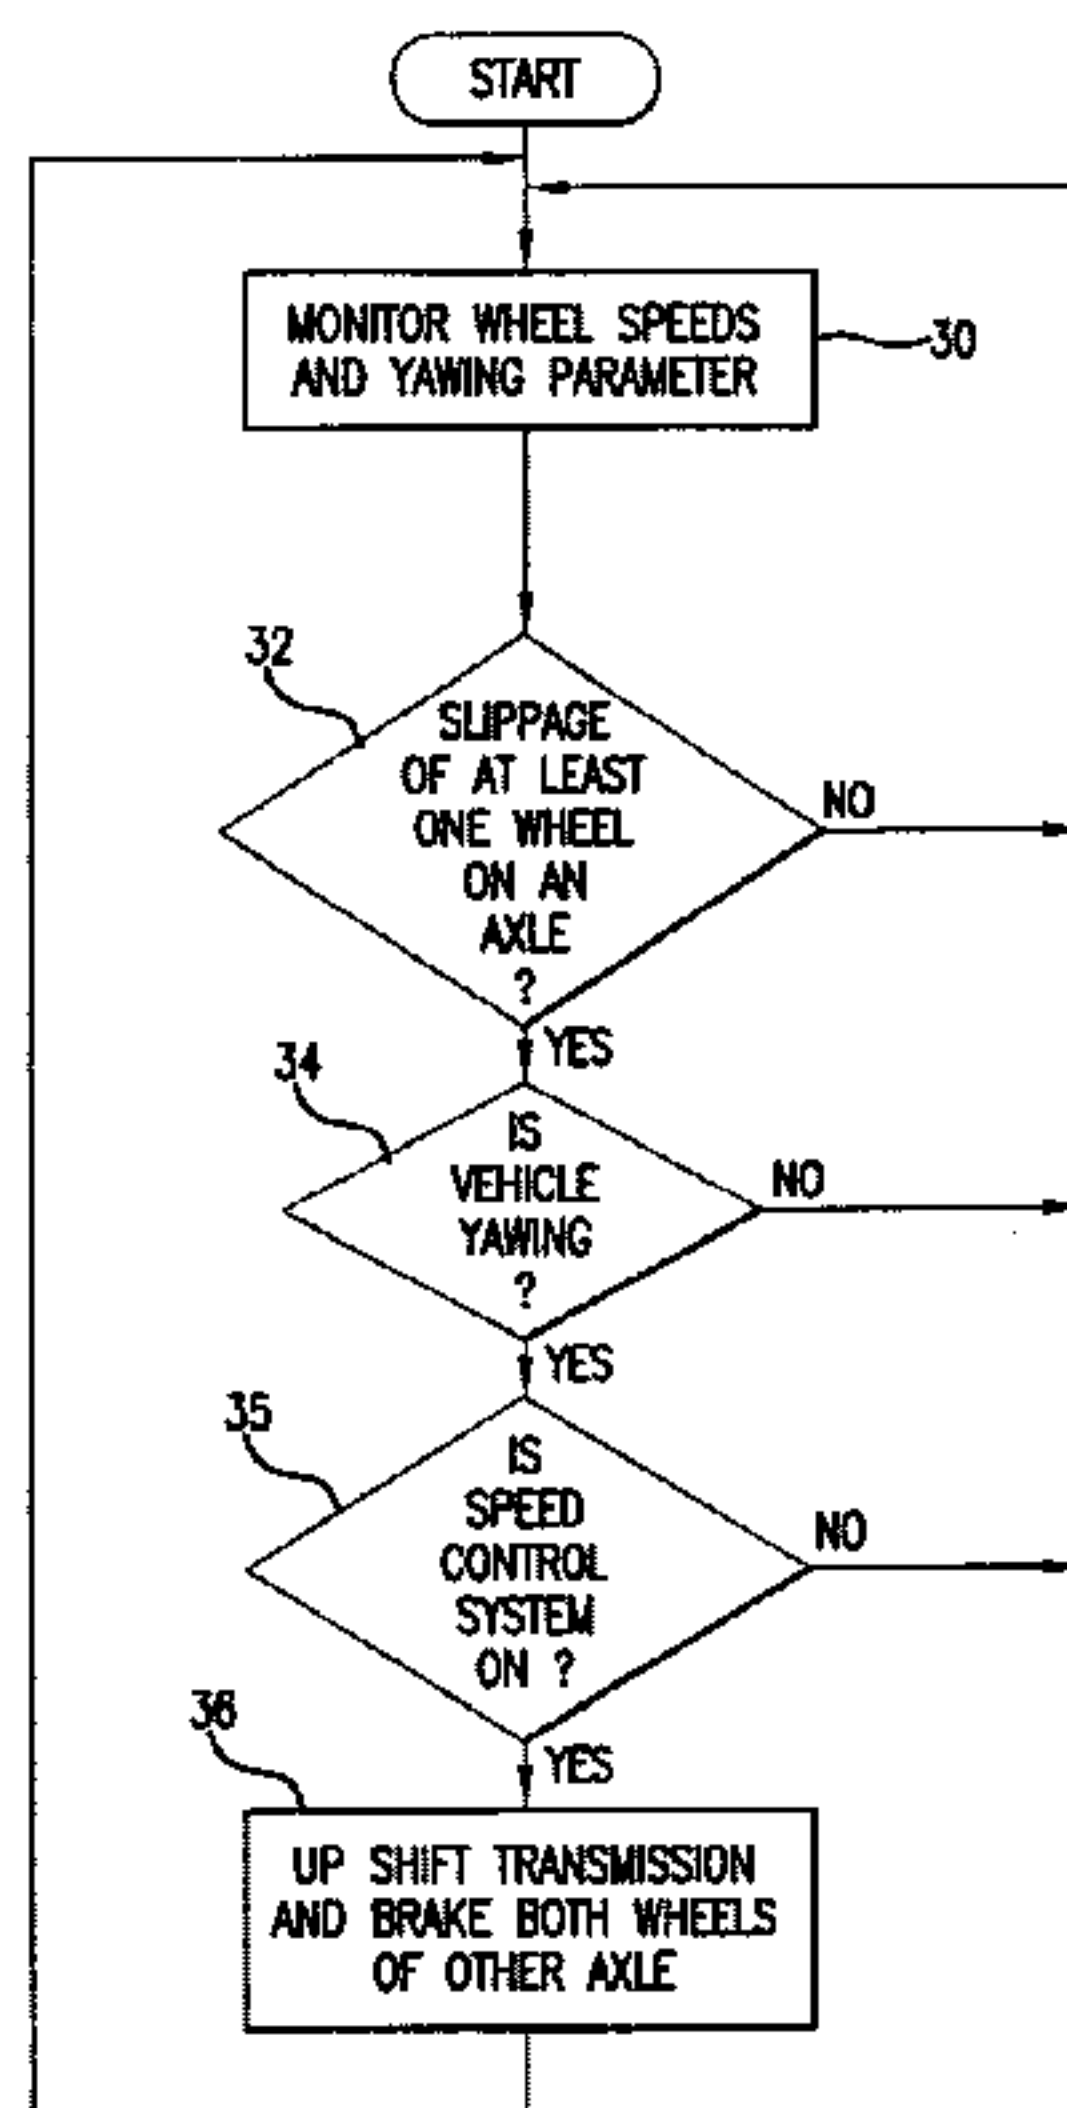 START
MONITOR WHEEL SPEEDS
AND YAWING PARAMETER
30
32
SLIPPAGE
OF AT LEAST
ONE WHEEL
ON AN
AXLE
?
NO
YES
34
IS
VEHICLE
YAWING
?
NO
YES
35
IS
SPEED
CONTROL
SYSTEM
ON ?
NO
YES
36
UP SHIFT TRANSMISSION
AND BRAKE BOTH WHEELS
OF OTHER AXLE